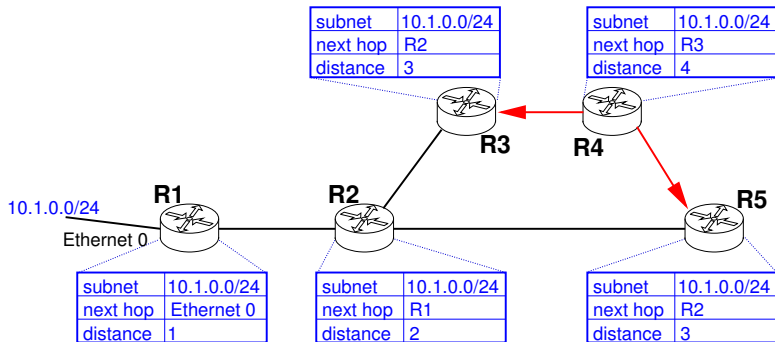 subnet 10.1.0.0/24
next hop R2
distance 3
subnet 10.1.0.0/24
next hop R3
distance 4
R3
R4
R1
R2
R5
10.1.0.0/24
Ethernet 0
subnet 10.1.0.0/24
next hop Ethernet 0
distance 1
subnet 10.1.0.0/24
next hop R1
distance 2
subnet 10.1.0.0/24
next hop R2
distance 3